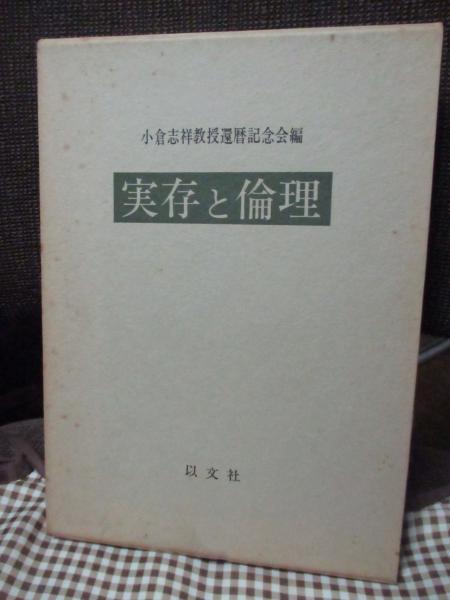 小倉志祥教授還暦記念会編
実存と倫理
以文社